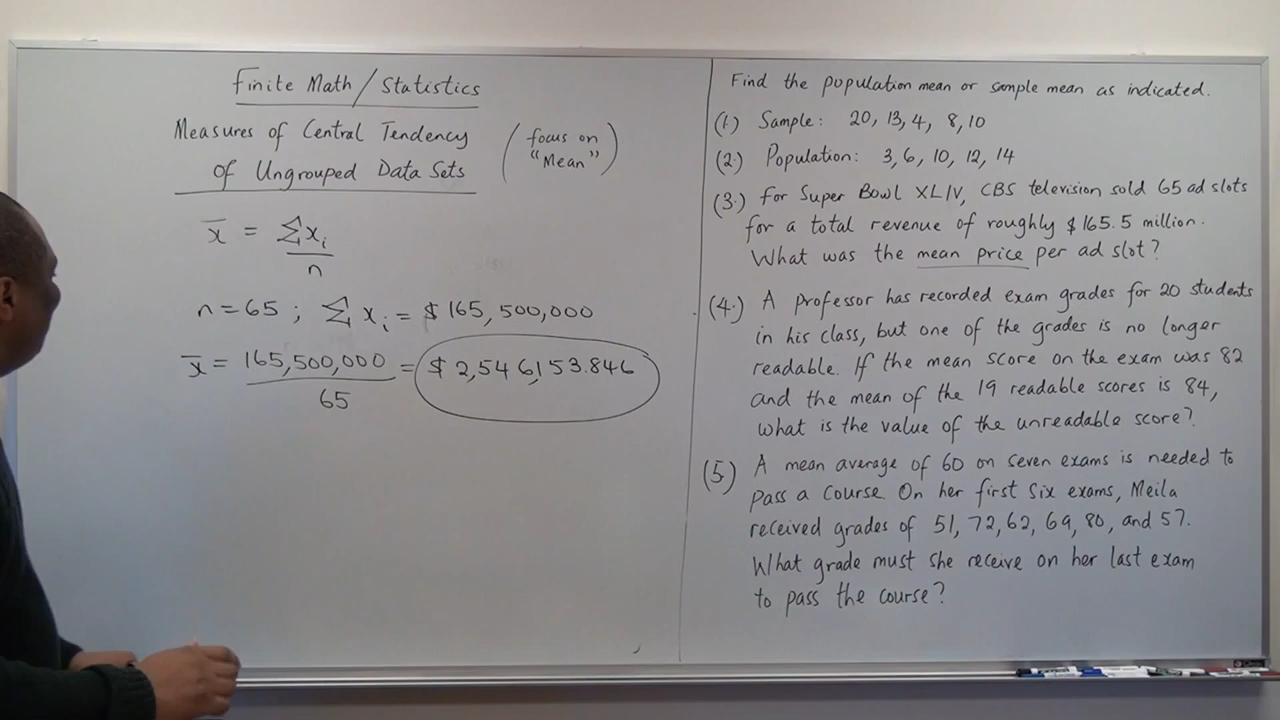 Finite Math/Statistics
Measures of Central Tendency
of Ungrouped Data Sets
(focus on
"Mean")
x̄ = ∑xᵢ
n
n = 65 ; ∑ xᵢ = $ 165,500,000
x̄ = 165,500,000 = $ 2,546,153.846
65
Find the population mean or sample mean as indicated.
(1) Sample: 20, 13, 4, 8, 10
(2.) Population: 3, 6, 10, 12, 14
(3.) For Super Bowl XLIV, CBS television sold 65 ad slots
for a total revenue of roughly $165.5 million.
What was the mean price per ad slot?
(4.) A professor has recorded exam grades for 20 students
in his class, but one of the grades is no longer
readable. If the mean score on the exam was 82
and the mean of the 19 readable scores is 84,
what is the value of the unreadable score?
(5) A mean average of 60 on seven exams is needed to
pass a course. On her first six exams, Meila
received grades of 51, 72, 62, 69, 80, and 57.
What grade must she receive on her last exam
to pass the course?